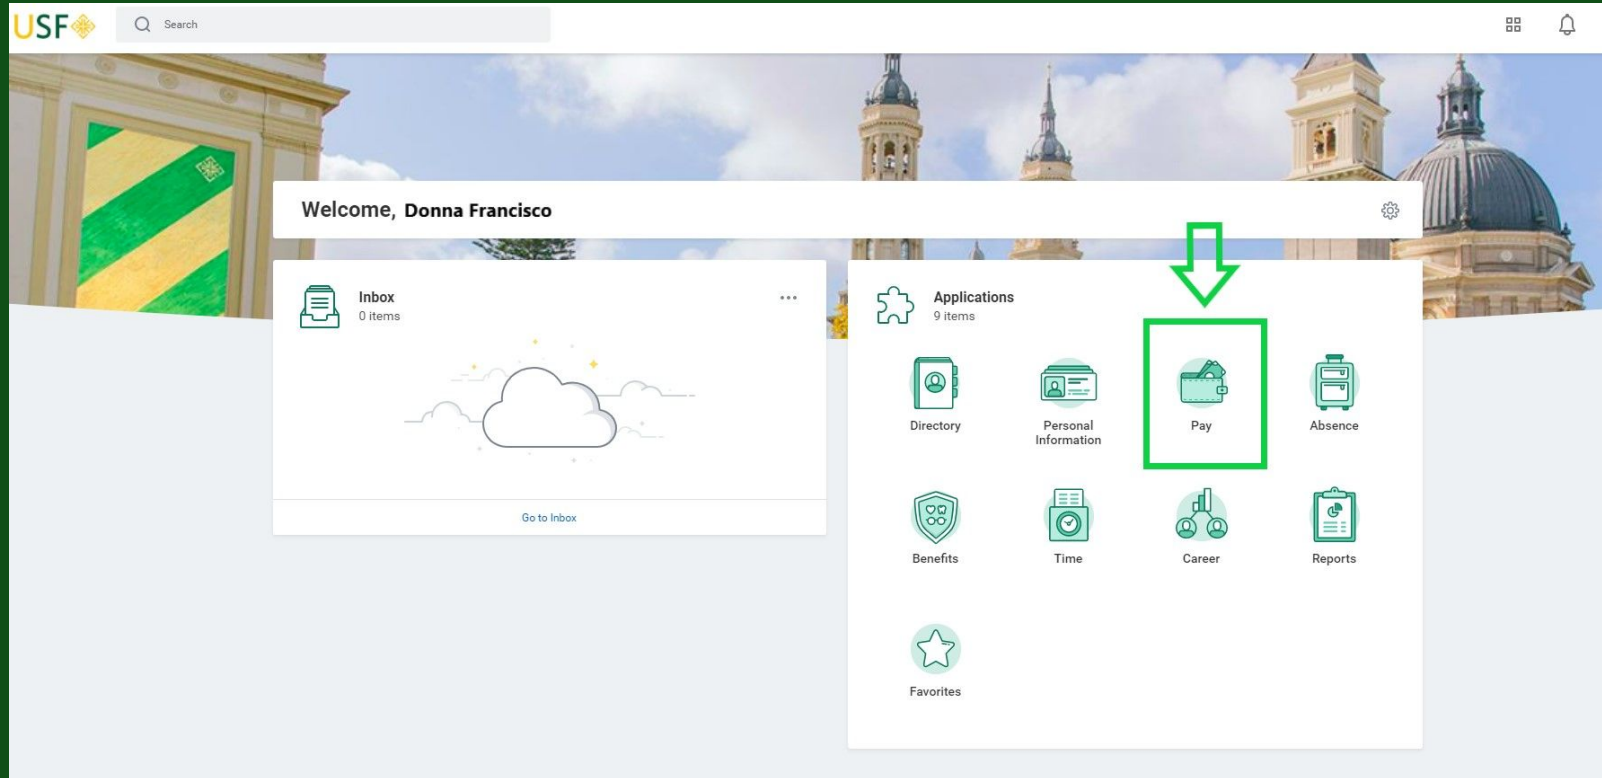 USF
Search
Welcome, Donna Francisco
Inbox
0 items
Go to Inbox
Applications
9 items
Directory
Personal
Information
Pay
Absence
Benefits
Time
Career
Reports
Favorites